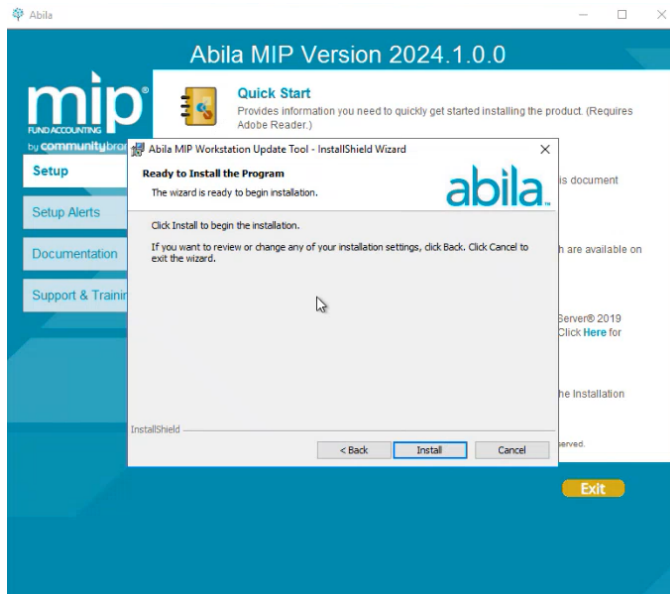 Abila
Abila MIP Version 2024.1.0.0
mip®
FUND ACCOUNTING
by community
Quick Start
Provides information you need to quickly get started installing the product. (Requires
Adobe Reader.)
Setup
Setup Alerts
Documentation
Support &
Abila MIP Workstation Update Tool - InstallShield Wizard
Ready to Install the Program
The wizard is ready to begin installation.
abila
Click Install to begin the installation.
If you want to review or change any of your installation settings, click Back. Click Cancel to
exit the wizard.
InstallShield
< Back
Install
Cancel
is document
are available on
Server® 2019
Click Here for
he Installation
Exit